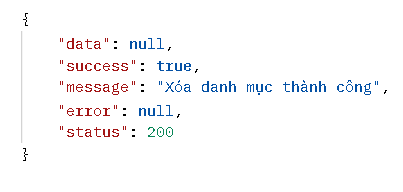 {
"data": null,
"success": true,
"message": "Xóa danh mục thành công",
"error": null,
"status": 200
}